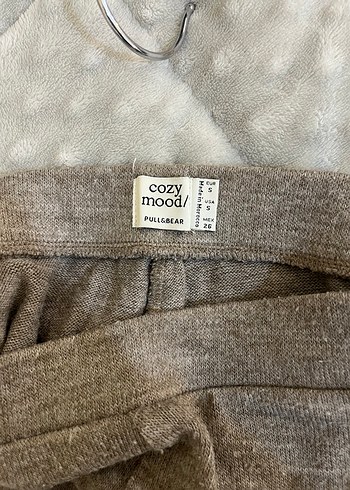 cozy
mood/
PULL&BEAR
Made in Morocco
EUR
S
USA
S
MEX
26